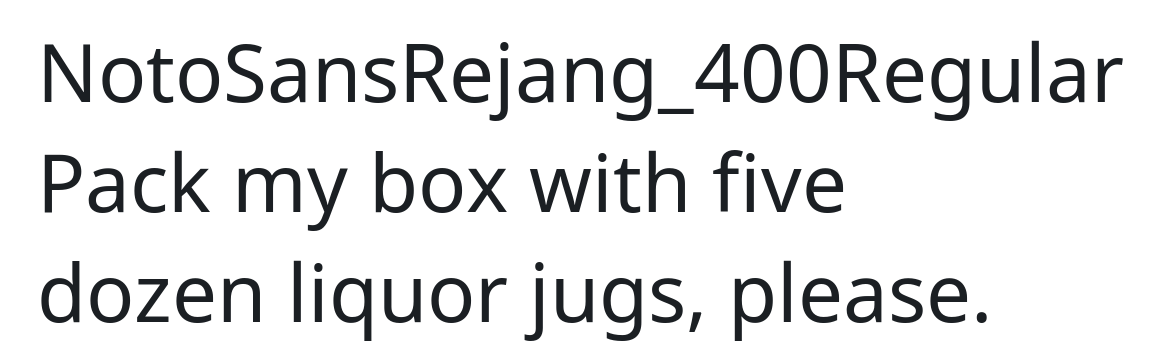 NotoSansRejang_400Regular
Pack my box with five
dozen liquor jugs, please.